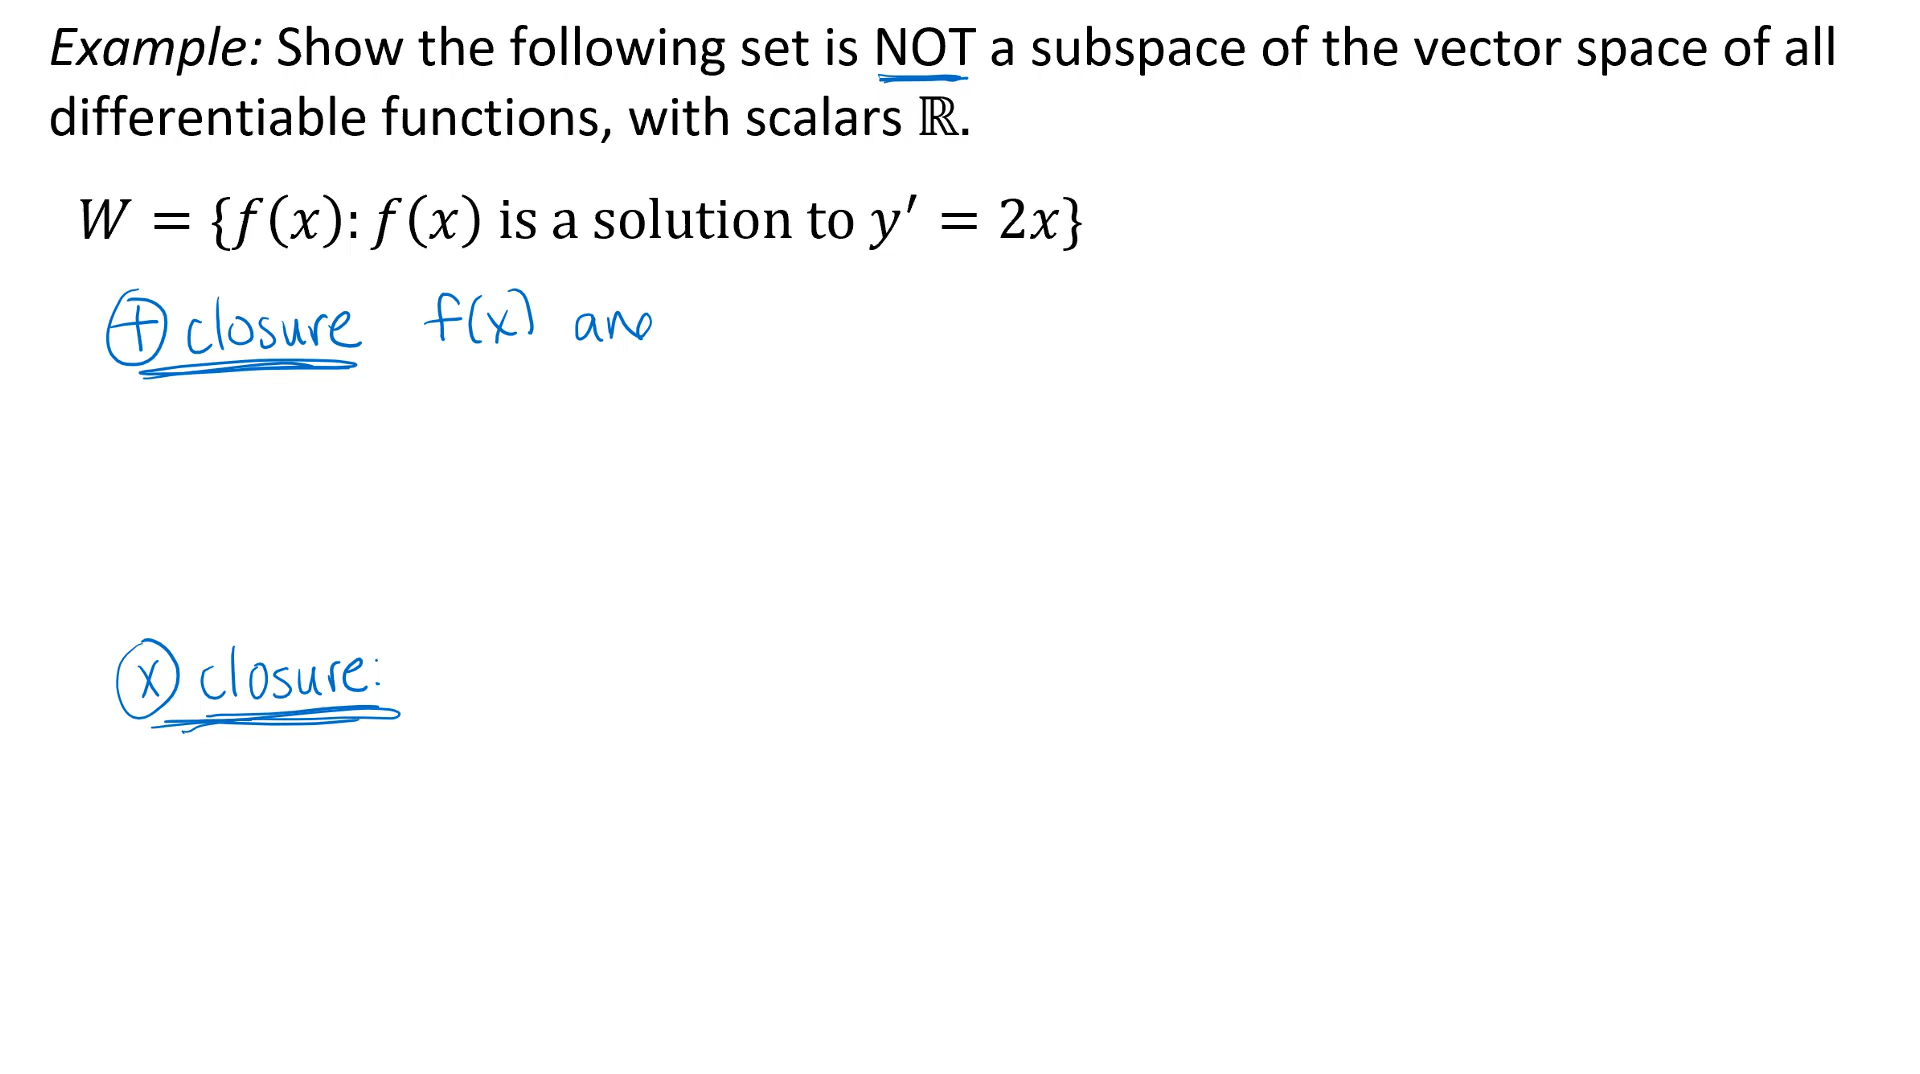 Example: Show the following set is NOT a subspace of the vector space of all
differentiable functions, with scalars ℝ.
W = {f(x): f(x) is a solution to y′ = 2x}
⊕ closure f(x) an
ⓧ closure: